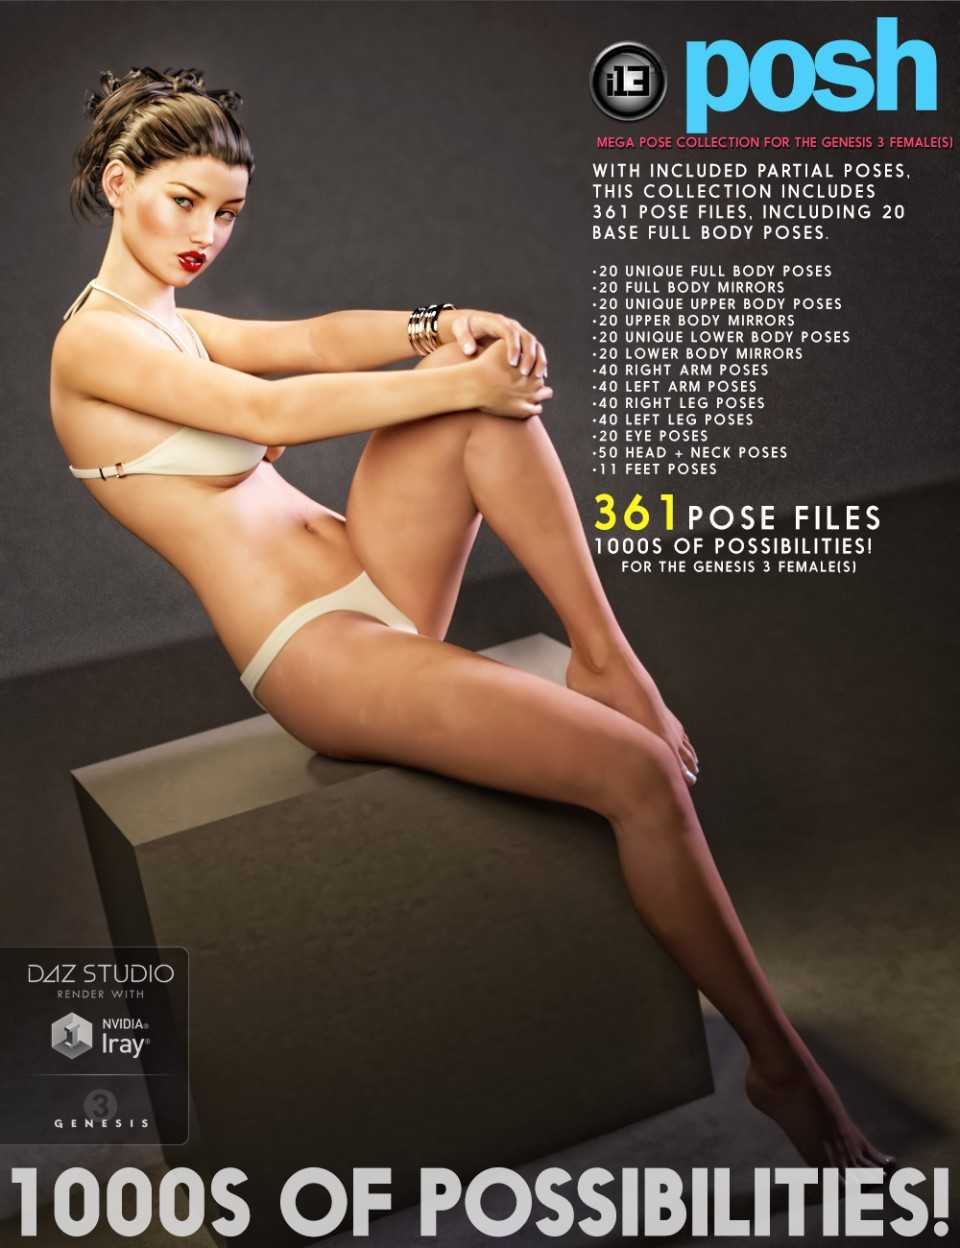 i13
posh
MEGA POSE COLLECTION FOR THE GENESIS 3 FEMALE(S)
WITH INCLUDED PARTIAL POSES,
THIS COLLECTION INCLUDES
361 POSE FILES, INCLUDING 20
BASE FULL BODY POSES.
•20 UNIQUE FULL BODY POSES
•20 FULL BODY MIRRORS
•20 UNIQUE UPPER BODY POSES
•20 UPPER BODY MIRRORS
•20 UNIQUE LOWER BODY POSES
•20 LOWER BODY MIRRORS
•40 RIGHT ARM POSES
•40 LEFT ARM POSES
•40 RIGHT LEG POSES
•40 LEFT LEG POSES
•20 EYE POSES
•50 HEAD + NECK POSES
•11 FEET POSES
361 POSE FILES
1000S OF POSSIBILITIES!
FOR THE GENESIS 3 FEMALE(S)
DAZ STUDIO
RENDER WITH
NVIDIA®
Iray®
3
GENESIS
1000S OF POSSIBILITIES!